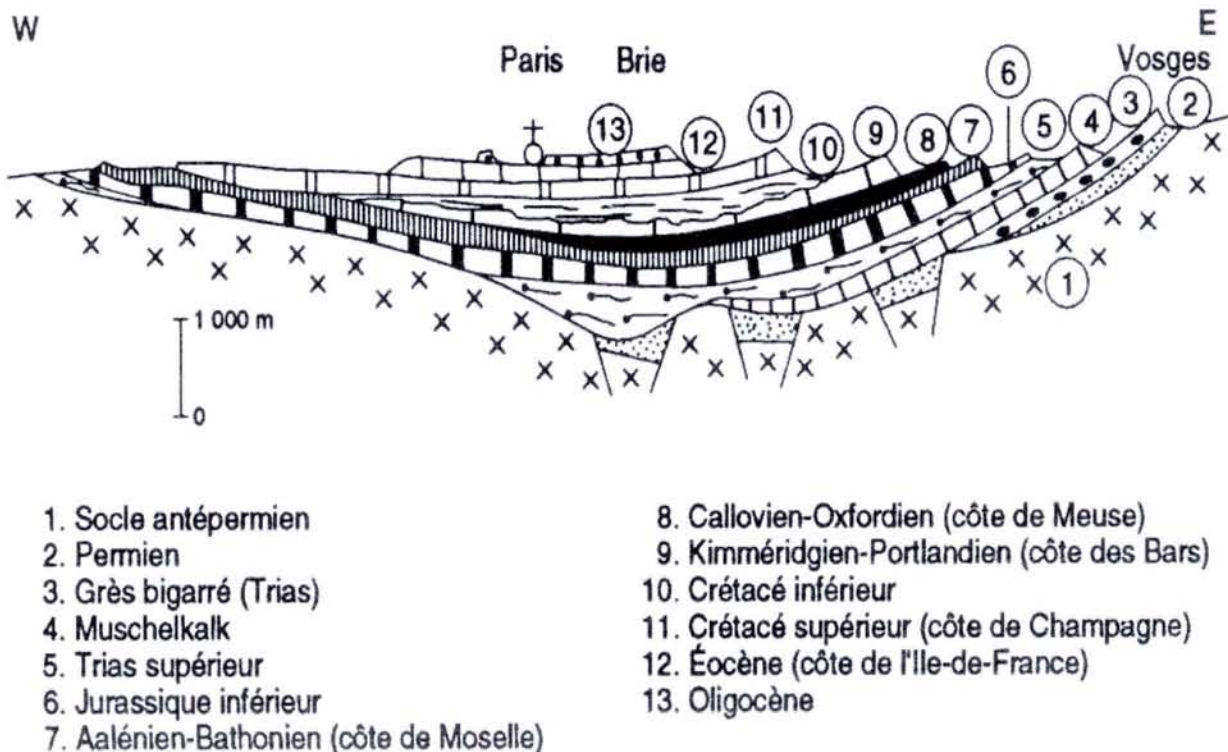 W
E
Paris
Brie
Vosges
6
13
12
11
10
9
8
7
5
4
3
2
1
1 000 m
0
1. Socle antépermien
2. Permien
3. Grès bigarré (Trias)
4. Muschelkalk
5. Trias supérieur
6. Jurassique inférieur
7. Aalénien-Bathonien (côte de Moselle)
8. Callovien-Oxfordien (côte de Meuse)
9. Kimméridgien-Portlandien (côte des Bars)
10. Crétacé inférieur
11. Crétacé supérieur (côte de Champagne)
12. Éocène (côte de l'Ile-de-France)
13. Oligocène